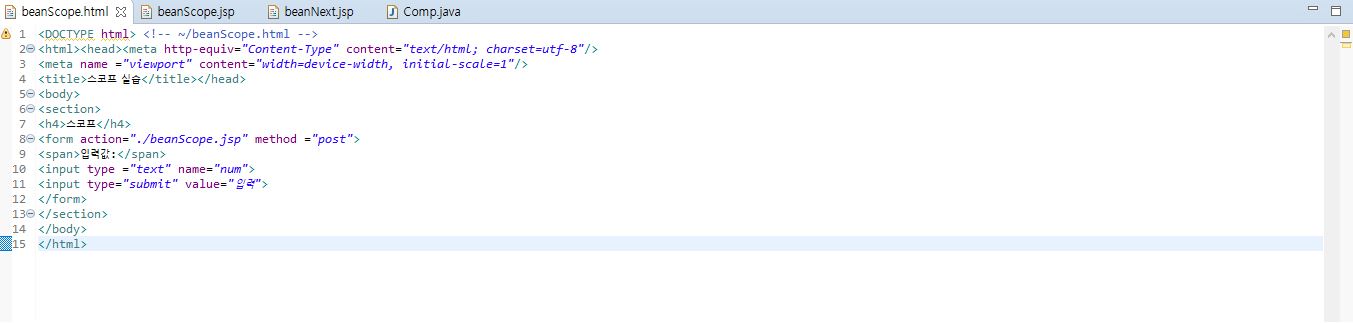 beanScope.html beanScope.jsp beanNext.jsp Comp.java
1 <DOCTYPE html> <!-- ~/beanScope.html -->
2 <html><head><meta http-equiv="Content-Type" content="text/html; charset=utf-8"/>
3 <meta name ="viewport" content="width=device-width, initial-scale=1"/>
4 <title>스코프 실습</title></head>
5 <body>
6 <section>
7 <h4>스코프</h4>
8 <form action="./beanScope.jsp" method ="post">
9 <span>입력값:</span>
10 <input type ="text" name="num">
11 <input type="submit" value="입력">
12 </form>
13 </section>
14 </body>
15 </html>